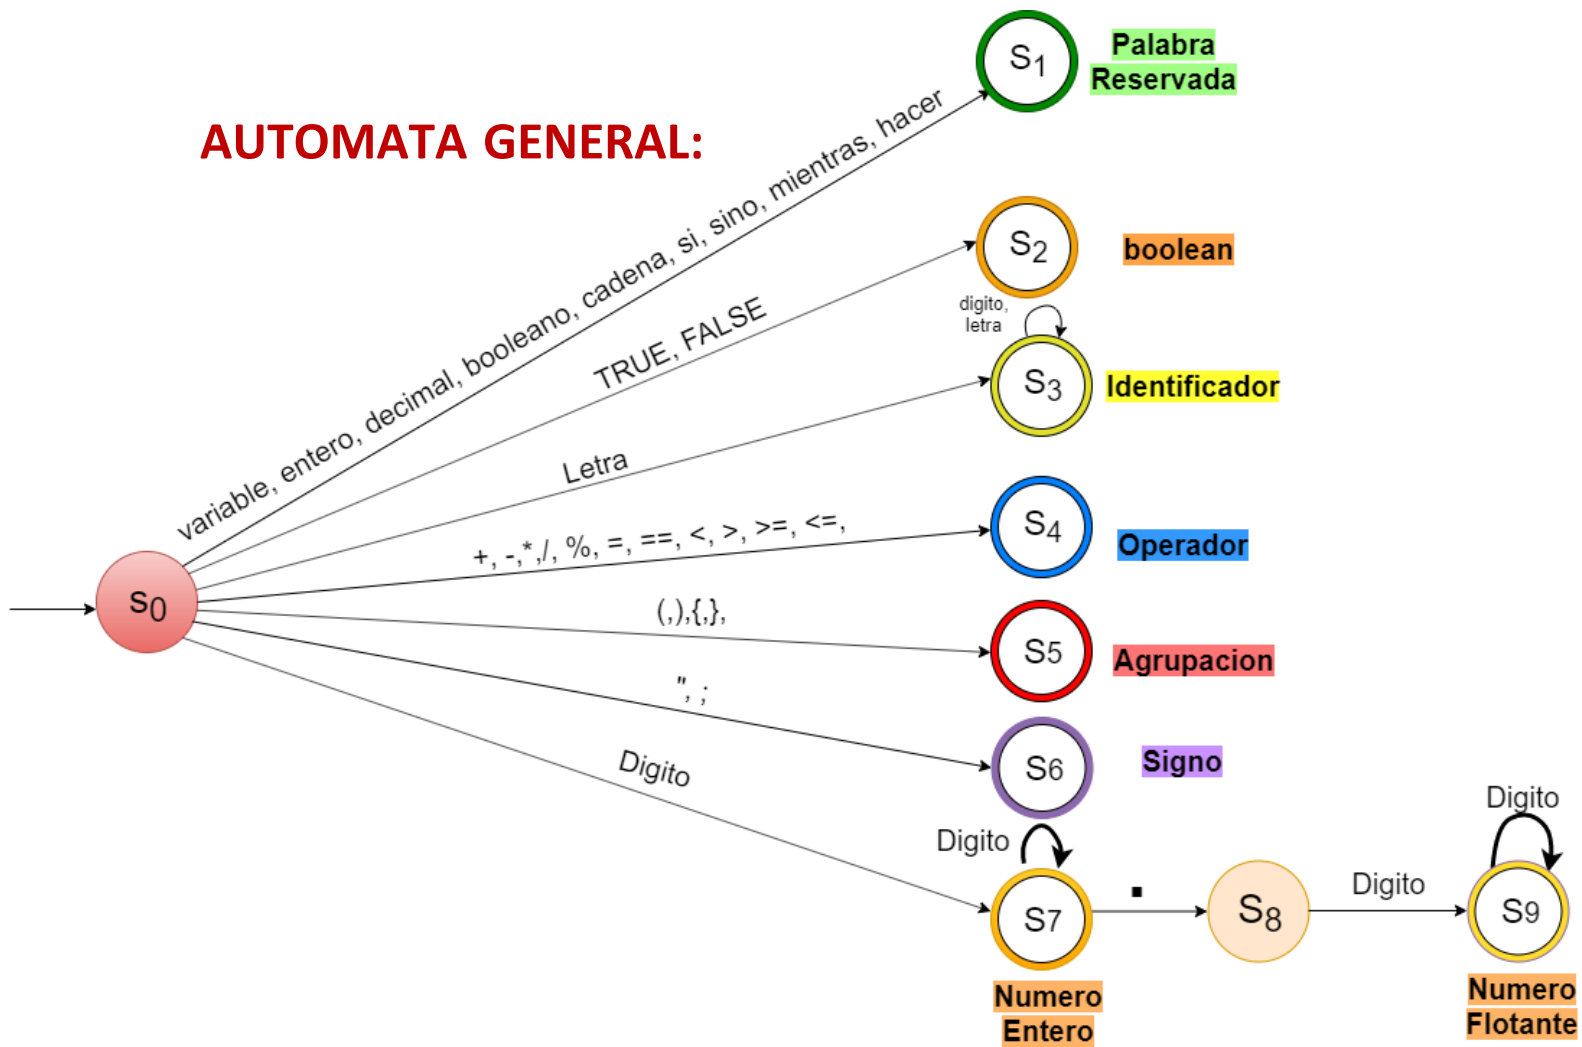 AUTOMATA GENERAL:
S1
Palabra
Reservada
variable, entero, decimal, booleano, cadena, si, sino, mientras, hacer
S2
boolean
TRUE, FALSE
digito,
letra
S3
Identificador
Letra
S4
Operador
+, -,*,/, %, =, ==, <, >, >=, <=,
s0
(,),{,},
S5
Agrupacion
", ;
S6
Signo
Digito
Digito
S7
.
S8
Digito
Digito
S9
Numero
Entero
Numero
Flotante